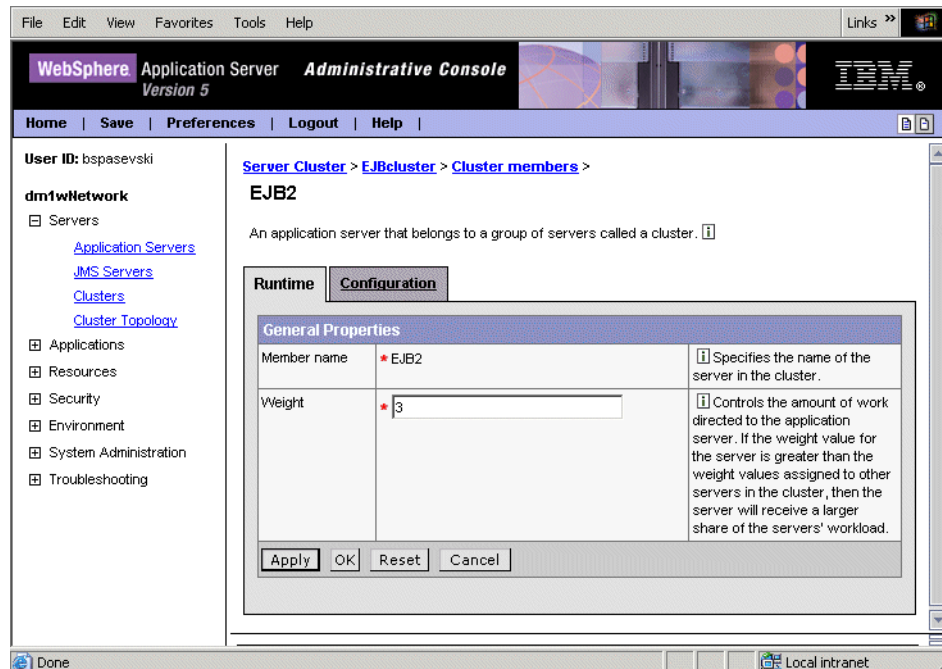 File Edit View Favorites Tools Help Links »
WebSphere. Application Server Administrative Console
Version 5
IBM®
Home | Save | Preferences | Logout | Help |
User ID: bspasevski
dm1wNetwork
Servers
Application Servers
JMS Servers
Clusters
Cluster Topology
Applications
Resources
Security
Environment
System Administration
Troubleshooting
Server Cluster > EJBcluster > Cluster members >
EJB2
An application server that belongs to a group of servers called a cluster. i
Runtime Configuration
General Properties
Member name * EJB2
i Specifies the name of the
server in the cluster.
Weight * 3
i Controls the amount of work
directed to the application
server. If the weight value for
the server is greater than the
weight values assigned to other
servers in the cluster, then the
server will receive a larger
share of the servers' workload.
Apply OK Reset Cancel
Done Local intranet